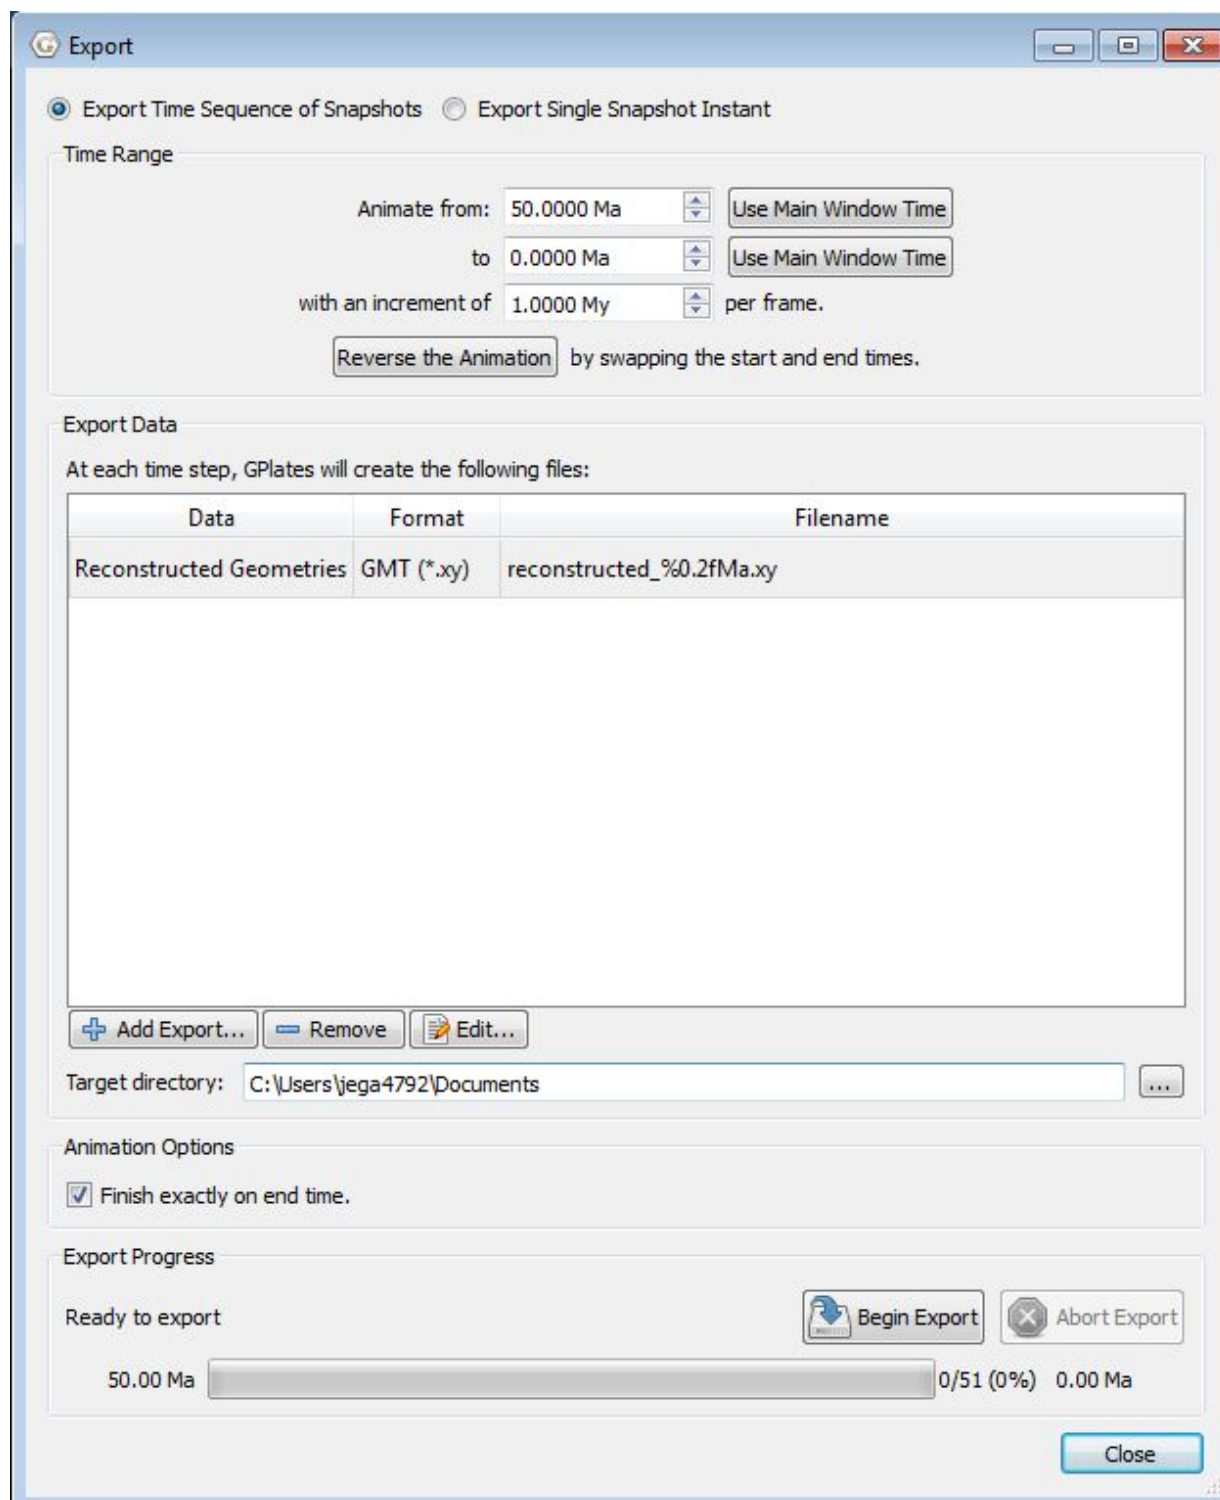 Export
Export Time Sequence of Snapshots Export Single Snapshot Instant
Time Range
Animate from: 50.0000 Ma Use Main Window Time
to 0.0000 Ma Use Main Window Time
with an increment of 1.0000 My per frame.
Reverse the Animation by swapping the start and end times.
Export Data
At each time step, GPlates will create the following files:
Data Format Filename
Reconstructed Geometries GMT (*.xy) reconstructed_%0.2fMa.xy
Add Export... Remove Edit...
Target directory: C:\Users\jega4792\Documents ...
Animation Options
Finish exactly on end time.
Export Progress
Ready to export Begin Export Abort Export
50.00 Ma 0/51 (0%) 0.00 Ma
Close